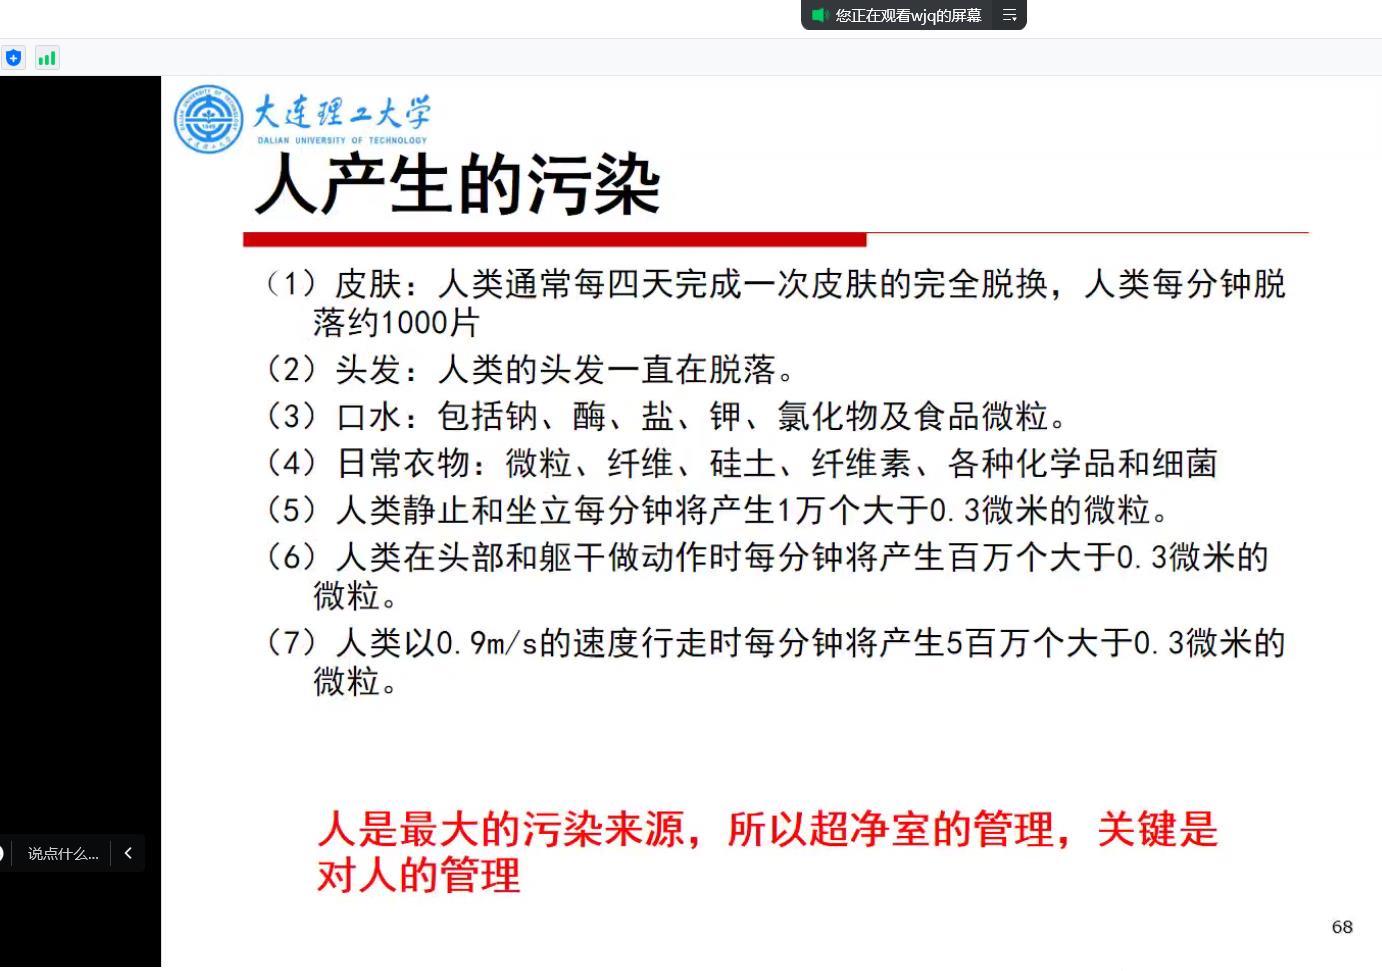 您正在观看wjq的屏幕
大连理工大学
DALIAN UNIVERSITY OF TECHNOLOGY
人产生的污染
（1）皮肤：人类通常每四天完成一次皮肤的完全脱换，人类每分钟脱
落约1000片
（2）头发：人类的头发一直在脱落。
（3）口水：包括钠、酶、盐、钾、氯化物及食品微粒。
（4）日常衣物：微粒、纤维、硅土、纤维素、各种化学品和细菌
（5）人类静止和坐立每分钟将产生1万个大于0.3微米的微粒。
（6）人类在头部和躯干做动作时每分钟将产生百万个大于0.3微米的
微粒。
（7）人类以0.9m/s的速度行走时每分钟将产生5百万个大于0.3微米的
微粒。
人是最大的污染来源，所以超净室的管理，关键是
对人的管理
说点什么...
68